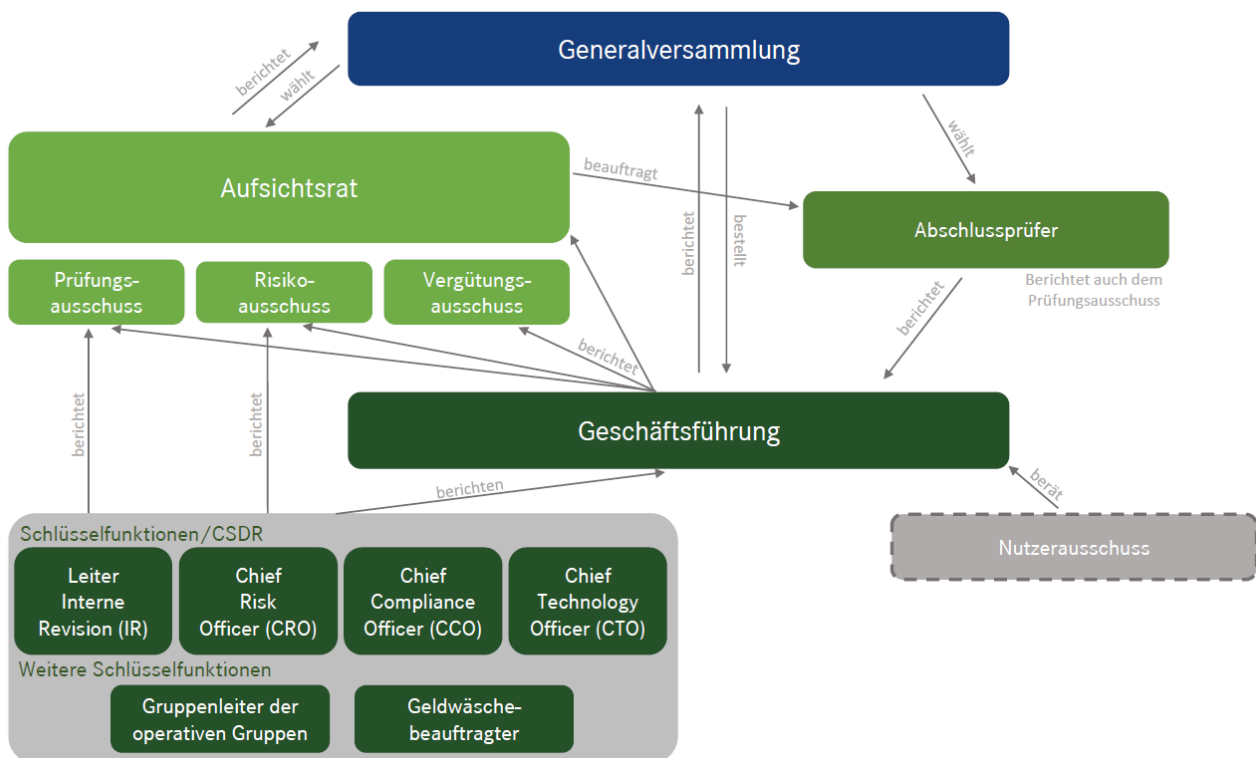 Generalversammlung
berichtet
wählt
Aufsichtsrat
beauftragt
wählt
Abschlussprüfer
Berichtet auch dem
Prüfungsausschuss
berichtet
bestellt
berichtet
Prüfungs-
ausschuss
Risiko-
ausschuss
Vergütungs-
ausschuss
berichtet
berichtet
berichtet
Geschäftsführung
berichten
berät
Nutzerausschuss
Schlüsselfunktionen/CSDR
Leiter
Interne
Revision (IR)
Chief
Risk
Officer (CRO)
Chief
Compliance
Officer (CCO)
Chief
Technology
Officer (CTO)
Weitere Schlüsselfunktionen
Gruppenleiter der
operativen Gruppen
Geldwäsche-
beauftragter